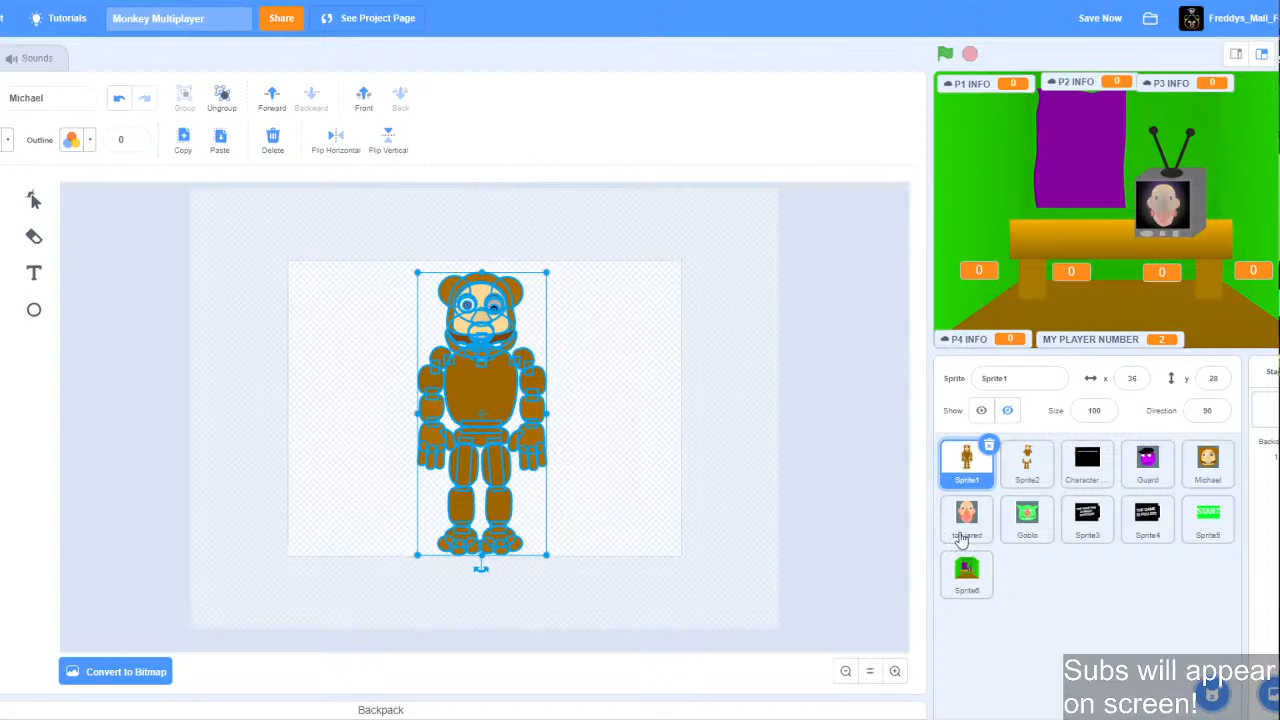 Tutorials
Monkey Multiplayer
Share
See Project Page
Save Now
Freddys_Mall_F
Sounds
Michael
Group
Ungroup
Forward
Backward
Front
Back
Outline
0
Copy
Paste
Delete
Flip Horizontal
Flip Vertical
T
P1 INFO 0
P2 INFO 0
P3 INFO 0
0
0
0
0
P4 INFO 0
MY PLAYER NUMBER 2
Sprite
Sprite1
x
36
y
28
Show
Size
100
Direction
90
Sprite1
Sprite2
Character
Guard
Michael
Goblo
Sprite3
Sprite4
START
Sprite5
Sprite6
Convert to Bitmap
Backpack
Subs will appear
on screen!